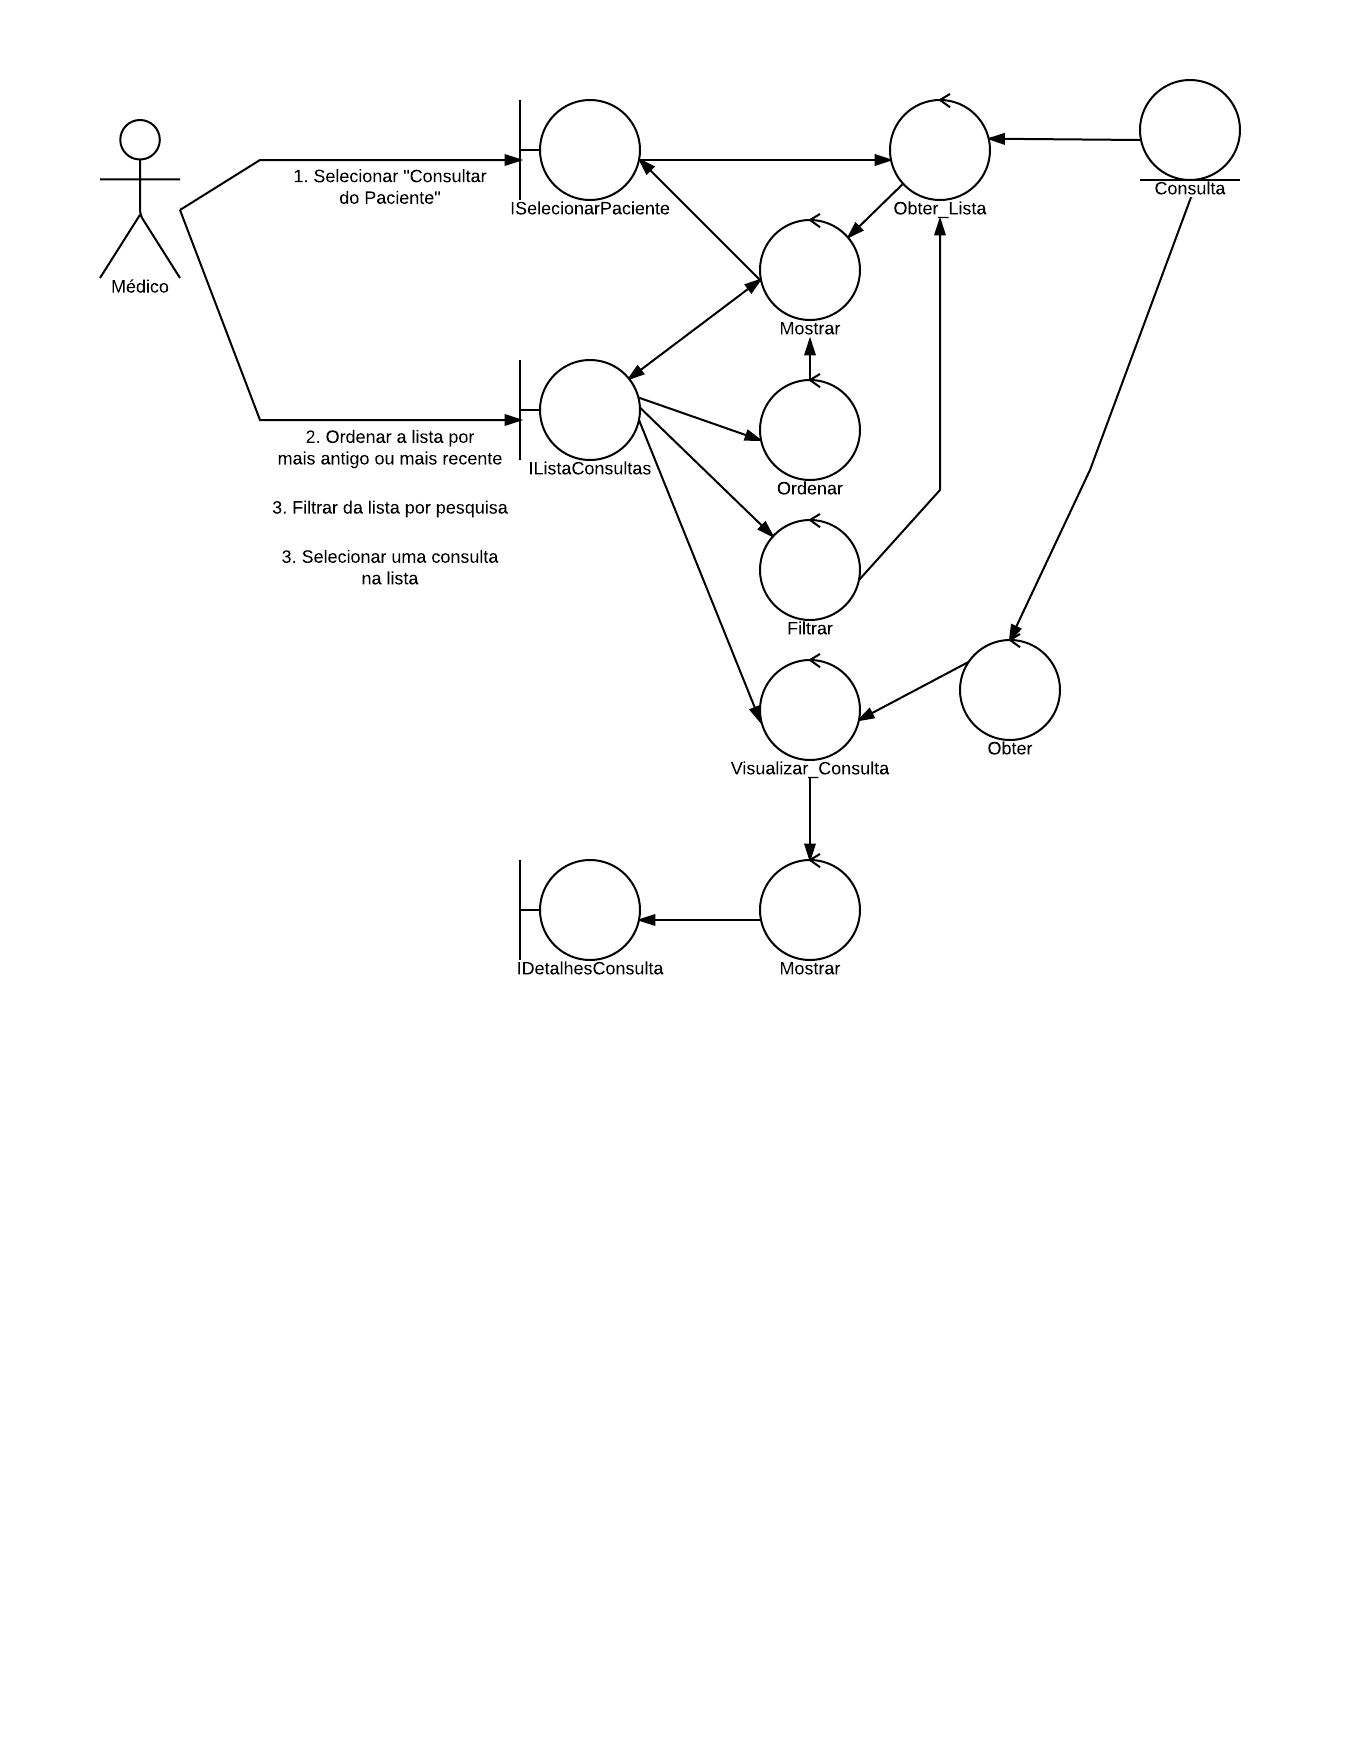 Médico
1. Selecionar "Consultar
do Paciente"
ISelecionarPaciente
Obter_Lista
Consulta
Mostrar
2. Ordenar a lista por
mais antigo ou mais recente
3. Filtrar da lista por pesquisa
3. Selecionar uma consulta
na lista
IListaConsultas
Ordenar
Filtrar
Obter
Visualizar_Consulta
IDetalhesConsulta
Mostrar